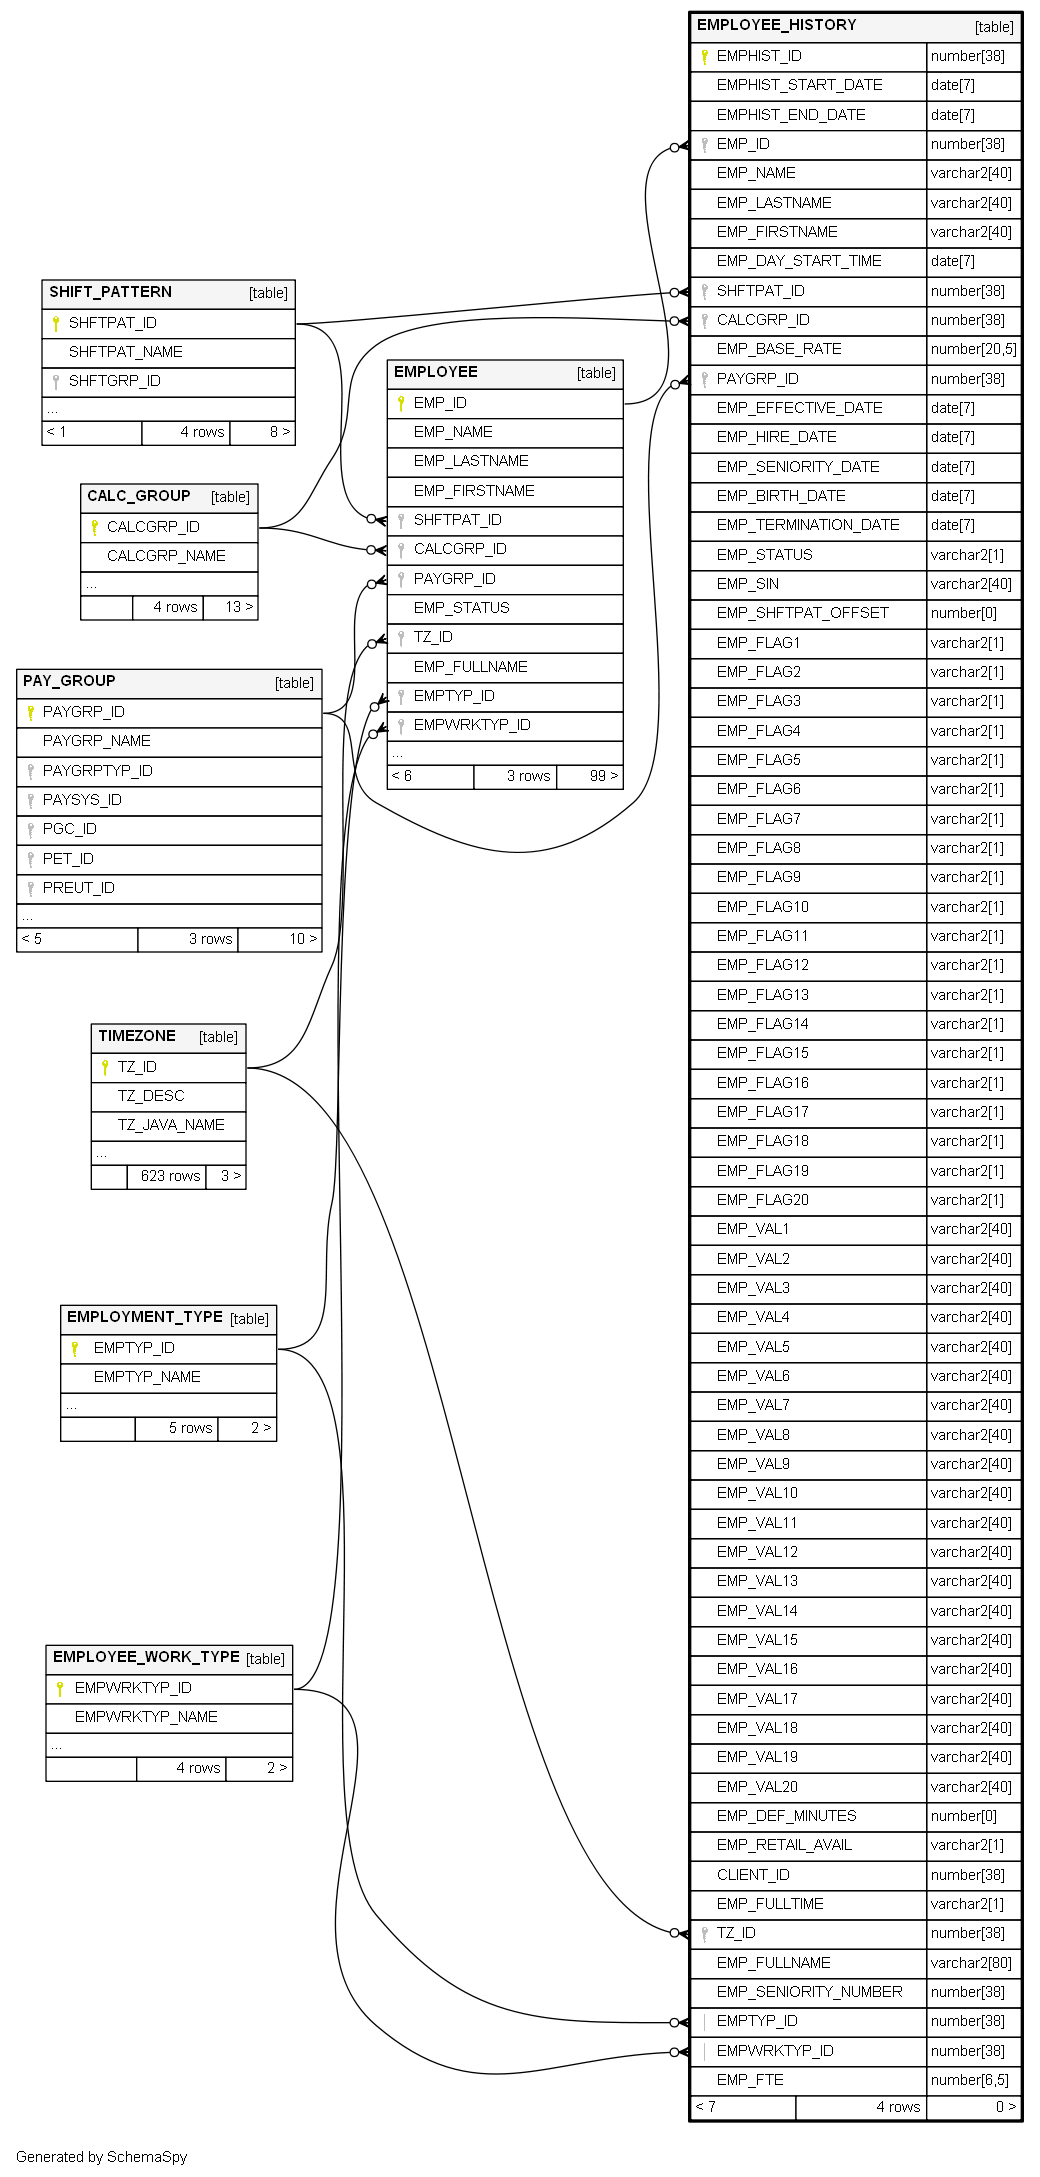 EMPLOYEE_HISTORY [table]
EMPHIST_ID number[38]
EMPHIST_START_DATE date[7]
EMPHIST_END_DATE date[7]
EMP_ID number[38]
EMP_NAME varchar2[40]
EMP_LASTNAME varchar2[40]
EMP_FIRSTNAME varchar2[40]
EMP_DAY_START_TIME date[7]
SHFTPAT_ID number[38]
CALCGRP_ID number[38]
EMP_BASE_RATE number[20,5]
PAYGRP_ID number[38]
EMP_EFFECTIVE_DATE date[7]
EMP_HIRE_DATE date[7]
EMP_SENIORITY_DATE date[7]
EMP_BIRTH_DATE date[7]
EMP_TERMINATION_DATE date[7]
EMP_STATUS varchar2[1]
EMP_SIN varchar2[40]
EMP_SHFTPAT_OFFSET number[0]
EMP_FLAG1 varchar2[1]
EMP_FLAG2 varchar2[1]
EMP_FLAG3 varchar2[1]
EMP_FLAG4 varchar2[1]
EMP_FLAG5 varchar2[1]
EMP_FLAG6 varchar2[1]
EMP_FLAG7 varchar2[1]
EMP_FLAG8 varchar2[1]
EMP_FLAG9 varchar2[1]
EMP_FLAG10 varchar2[1]
EMP_FLAG11 varchar2[1]
EMP_FLAG12 varchar2[1]
EMP_FLAG13 varchar2[1]
EMP_FLAG14 varchar2[1]
EMP_FLAG15 varchar2[1]
EMP_FLAG16 varchar2[1]
EMP_FLAG17 varchar2[1]
EMP_FLAG18 varchar2[1]
EMP_FLAG19 varchar2[1]
EMP_FLAG20 varchar2[1]
EMP_VAL1 varchar2[40]
EMP_VAL2 varchar2[40]
EMP_VAL3 varchar2[40]
EMP_VAL4 varchar2[40]
EMP_VAL5 varchar2[40]
EMP_VAL6 varchar2[40]
EMP_VAL7 varchar2[40]
EMP_VAL8 varchar2[40]
EMP_VAL9 varchar2[40]
EMP_VAL10 varchar2[40]
EMP_VAL11 varchar2[40]
EMP_VAL12 varchar2[40]
EMP_VAL13 varchar2[40]
EMP_VAL14 varchar2[40]
EMP_VAL15 varchar2[40]
EMP_VAL16 varchar2[40]
EMP_VAL17 varchar2[40]
EMP_VAL18 varchar2[40]
EMP_VAL19 varchar2[40]
EMP_VAL20 varchar2[40]
EMP_DEF_MINUTES number[0]
EMP_RETAIL_AVAIL varchar2[1]
CLIENT_ID number[38]
EMP_FULLTIME varchar2[1]
TZ_ID number[38]
EMP_FULLNAME varchar2[80]
EMP_SENIORITY_NUMBER number[38]
EMPTYP_ID number[38]
EMPWRKTYP_ID number[38]
EMP_FTE number[6,5]
< 7 4 rows 0 >
SHIFT_PATTERN [table]
SHFTPAT_ID
SHFTPAT_NAME
SHFTGRP_ID
...
< 1 4 rows 8 >
EMPLOYEE [table]
EMP_ID
EMP_NAME
EMP_LASTNAME
EMP_FIRSTNAME
SHFTPAT_ID
CALCGRP_ID
PAYGRP_ID
EMP_STATUS
TZ_ID
EMP_FULLNAME
EMPTYP_ID
EMPWRKTYP_ID
...
< 6 3 rows 99 >
CALC_GROUP [table]
CALCGRP_ID
CALCGRP_NAME
...
4 rows 13 >
PAY_GROUP [table]
PAYGRP_ID
PAYGRP_NAME
PAYGRPTYP_ID
PAYSYS_ID
PGC_ID
PET_ID
PREUT_ID
...
< 5 3 rows 10 >
TIMEZONE [table]
TZ_ID
TZ_DESC
TZ_JAVA_NAME
...
623 rows 3 >
EMPLOYMENT_TYPE [table]
EMPTYP_ID
EMPTYP_NAME
...
5 rows 2 >
EMPLOYEE_WORK_TYPE [table]
EMPWRKTYP_ID
EMPWRKTYP_NAME
...
4 rows 2 >
Generated by SchemaSpy